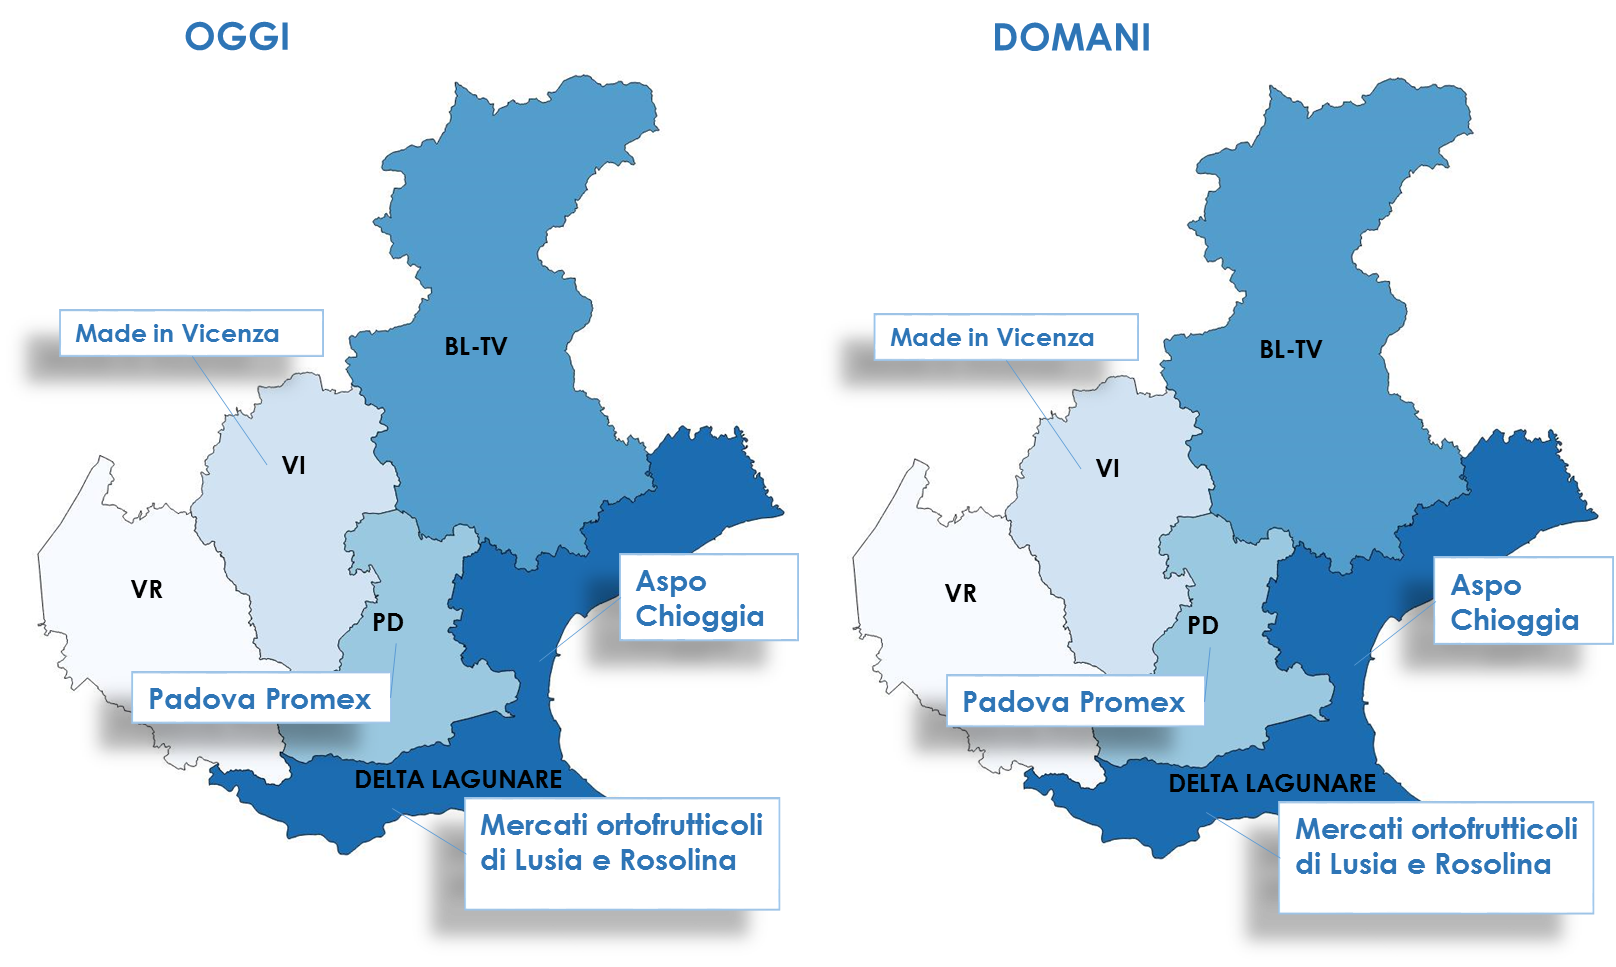 OGGI
Made in Vicenza
BL-TV
VI
VR
PD
Aspo
Chioggia
Padova Promex
DELTA LAGUNARE
Mercati ortofrutticoli
di Lusia e Rosolina
DOMANI
Made in Vicenza
BL-TV
VI
VR
PD
Aspo
Chioggia
Padova Promex
DELTA LAGUNARE
Mercati ortofrutticoli
di Lusia e Rosolina